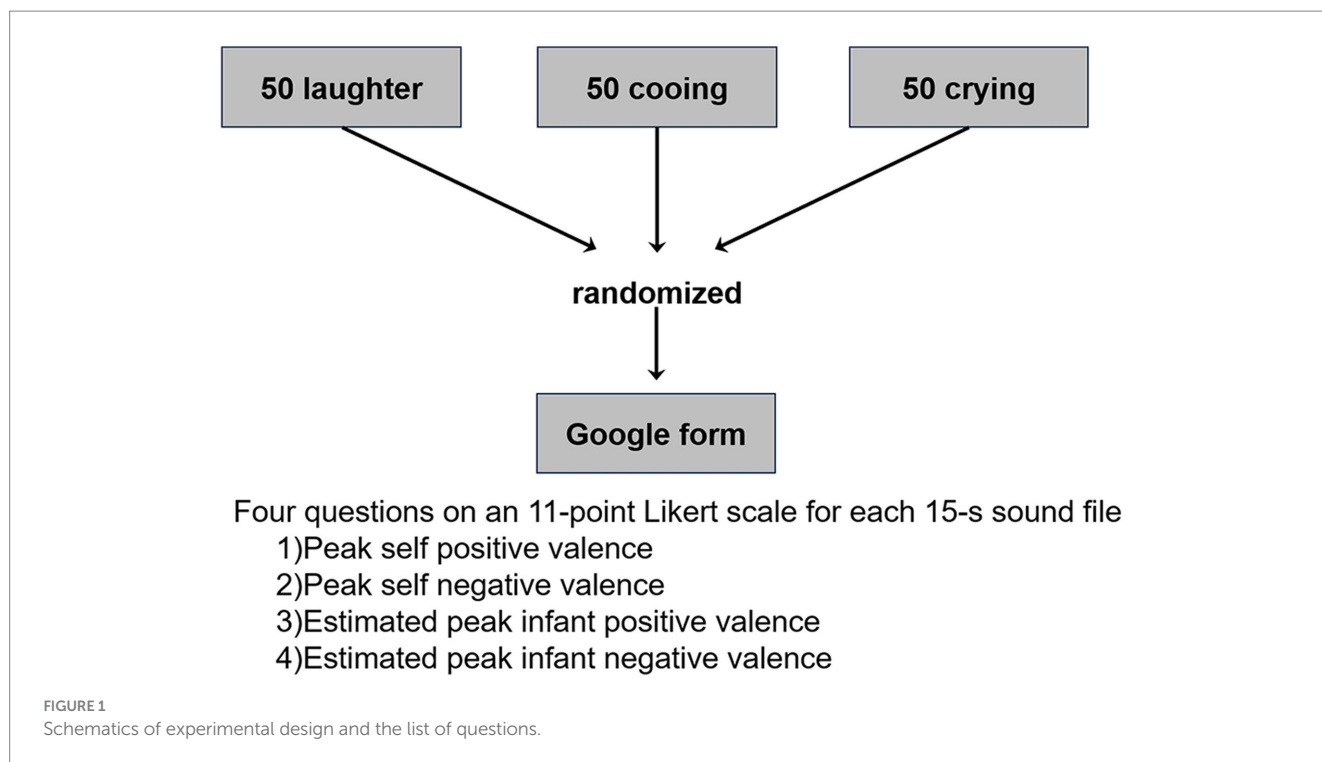 50 laughter
50 cooing
50 crying
randomized
Google form
Four questions on an 11-point Likert scale for each 15-s sound file
1)Peak self positive valence
2)Peak self negative valence
3)Estimated peak infant positive valence
4)Estimated peak infant negative valence
FIGURE 1
Schematics of experimental design and the list of questions.